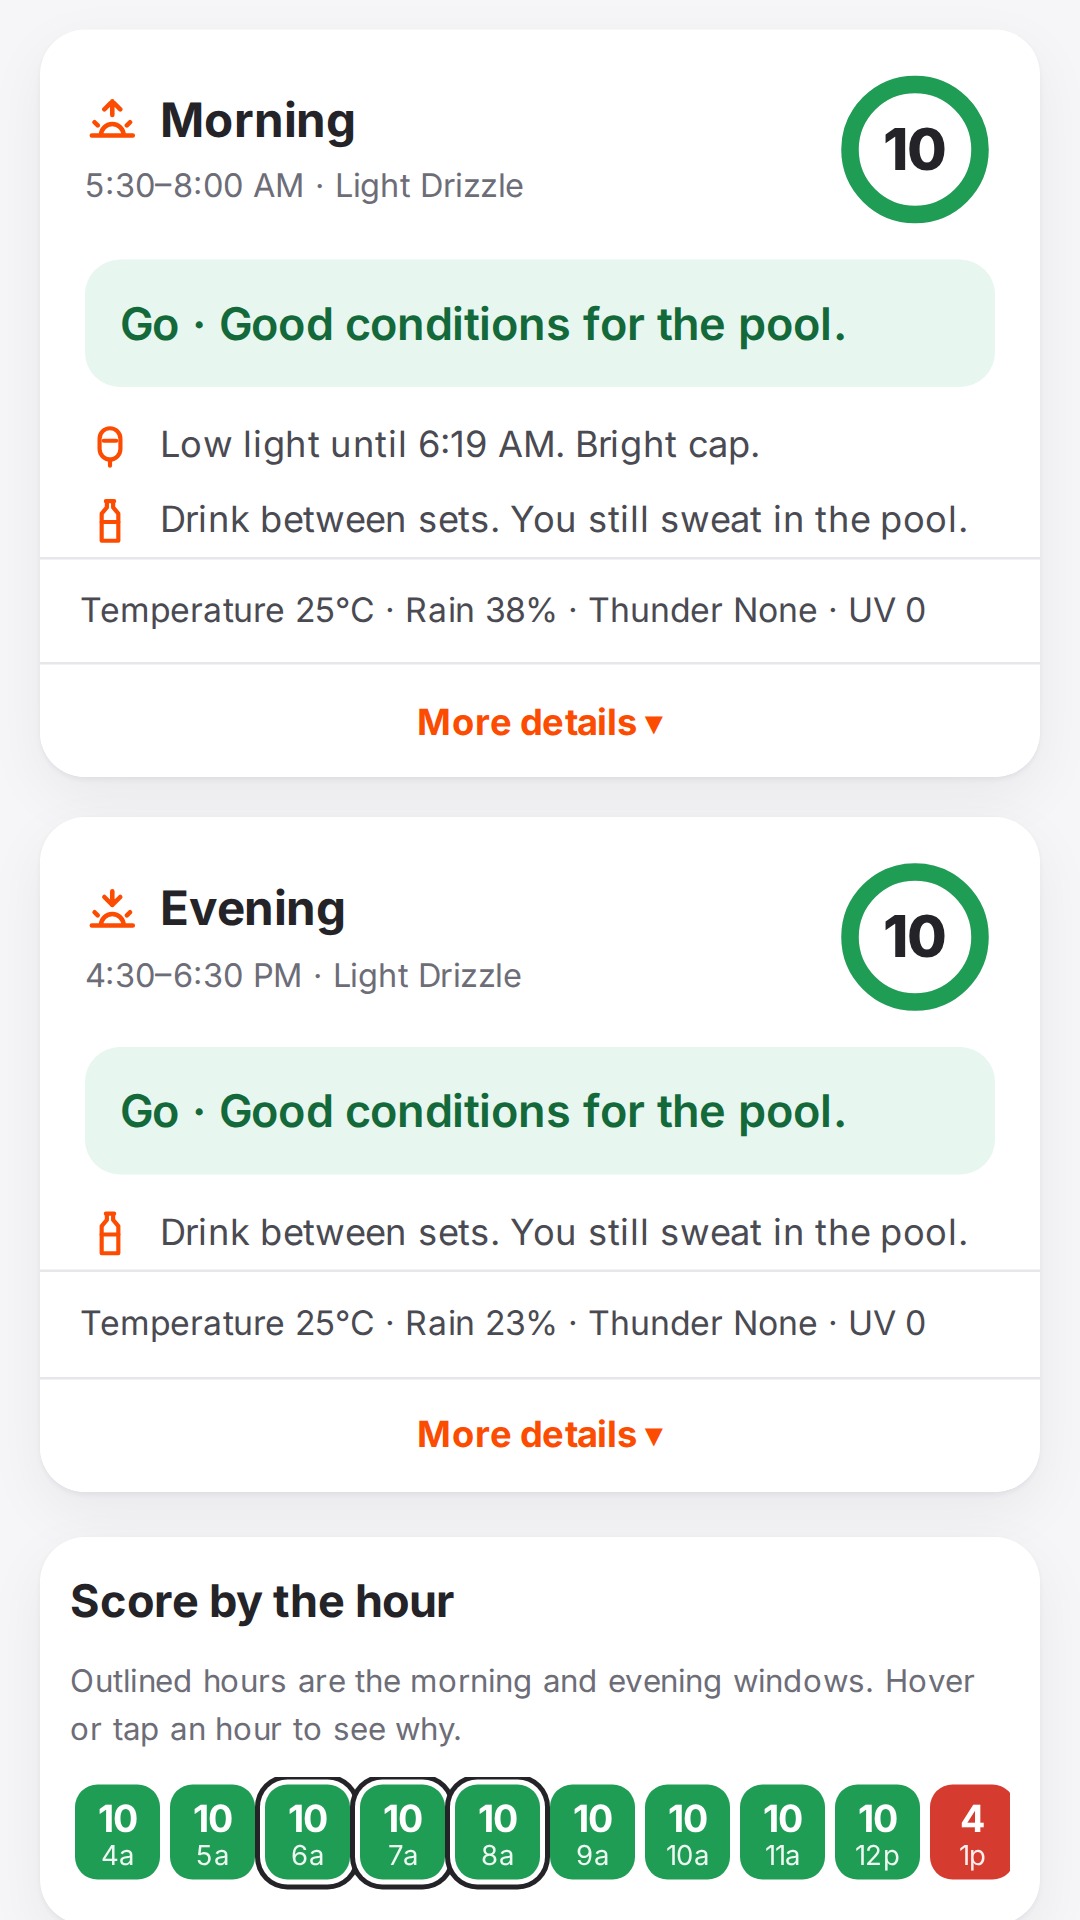 Morning
10
5:30–8:00 AM · Light Drizzle
Go · Good conditions for the pool.
Low light until 6:19 AM. Bright cap.
Drink between sets. You still sweat in the pool.
Temperature 25°C · Rain 38% · Thunder None · UV 0
More details ▾
Evening
10
4:30–6:30 PM · Light Drizzle
Go · Good conditions for the pool.
Drink between sets. You still sweat in the pool.
Temperature 25°C · Rain 23% · Thunder None · UV 0
More details ▾
Score by the hour
Outlined hours are the morning and evening windows. Hover
or tap an hour to see why.
10 10 10 10 10 10 10 10 10 4
4a 5a 6a 7a 8a 9a 10a 11a 12p 1p